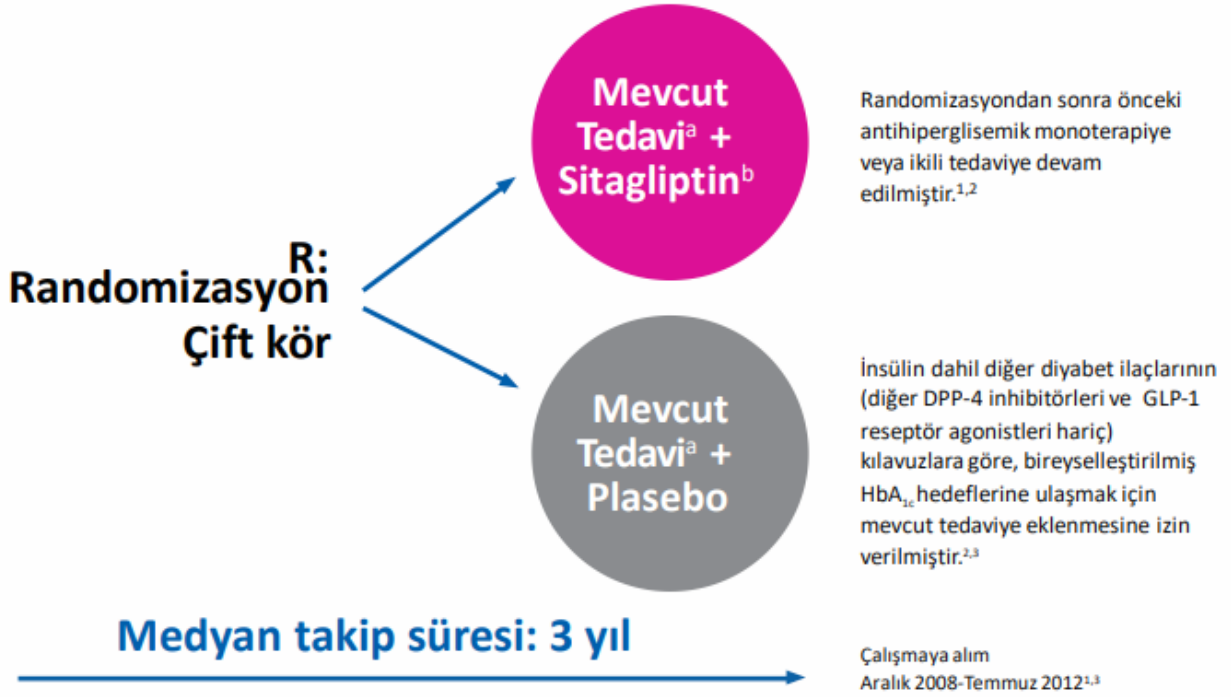 Mevcut
Tedaviᵃ +
Sitagliptinᵇ
Randomizasyondan sonra önceki
antihiperglisemik monoterapiye
veya ikili tedaviye devam
edilmiştir.¹,²
R:
Randomizasyon
Çift kör
Mevcut
Tedaviᵃ +
Plasebo
İnsülin dahil diğer diyabet ilaçlarının
(diğer DPP-4 inhibitörleri ve GLP-1
reseptör agonistleri hariç)
kılavuzlara göre, bireyselleştirilmiş
HbA₁c hedeflerine ulaşmak için
mevcut tedaviye eklenmesine izin
verilmiştir.²,³
Medyan takip süresi: 3 yıl
Çalışmaya alım
Aralık 2008-Temmuz 2012¹,³